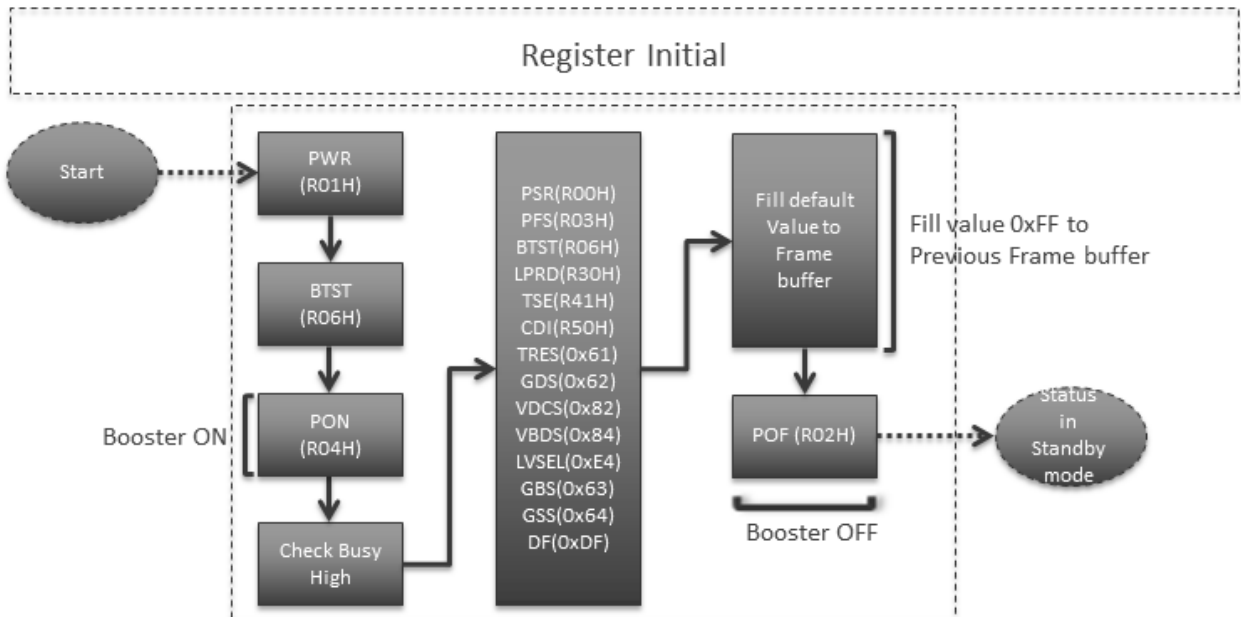 Register Initial
Start
PWR
(R01H)
BTST
(R06H)
Booster ON
PON
(R04H)
Check Busy
High
PSR(R00H)
PFS(R03H)
BTST(R06H)
LPRD(R30H)
TSE(R41H)
CDI(R50H)
TRES(0x61)
GDS(0x62)
VDCS(0x82)
VBDS(0x84)
LVSEL(0xE4)
GBS(0x63)
GSS(0x64)
DF(0xDF)
Fill default
Value to
Frame
buffer
Fill value 0xFF to
Previous Frame buffer
POF (R02H)
Booster OFF
Status
in
Standby
mode